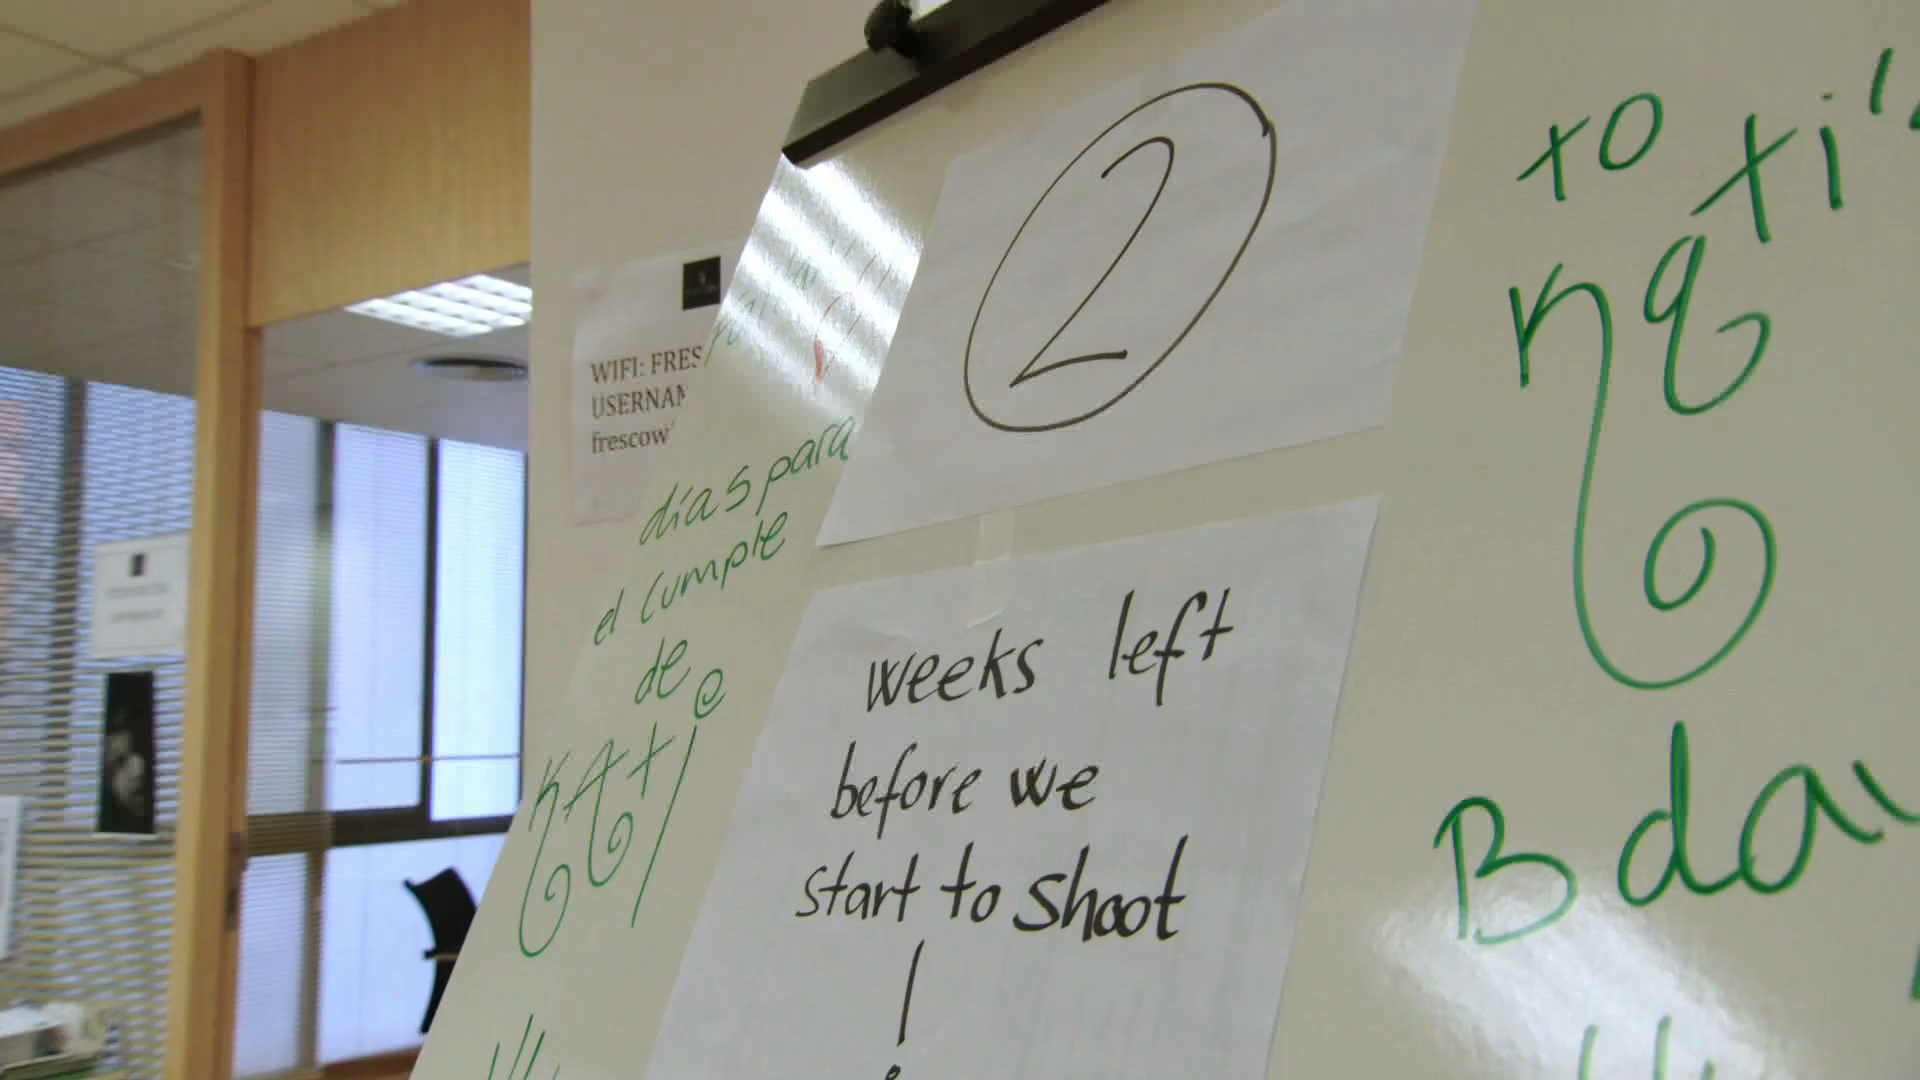 WIFI: FRES
USERNAM
frescow
días para
el cumple
de
KATi
2
weeks left
before we
start to shoot
!
to
Kati's
Bday